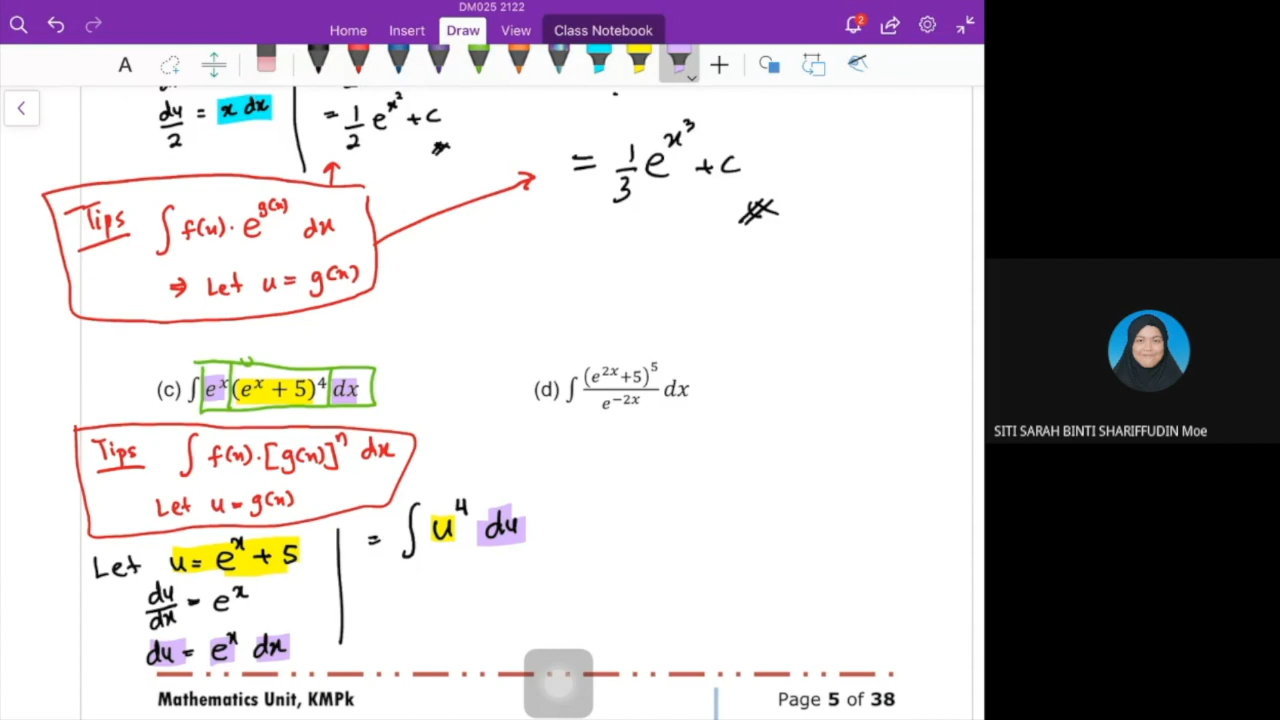 DM025 2122
Home Insert Draw View Class Notebook
2
A
du/2 = x dx
= 1/2 e^x² + c
= 1/3 e^x³ + c
Tips ∫ f(x) · e^g(x) dx
⇒ Let u = g(x)
(c) ∫ e^x (e^x + 5)^4 dx
u
(d) ∫ (e^2x +5)^5 / e^−2x dx
Tips ∫ f(x) · [g(x)]^n dx
Let u = g(x)
Let u = e^x + 5
du/dx = e^x
du = e^x dx
= ∫ u^4 du
Mathematics Unit, KMPk
Page 5 of 38
SITI SARAH BINTI SHARIFFUDIN Moe